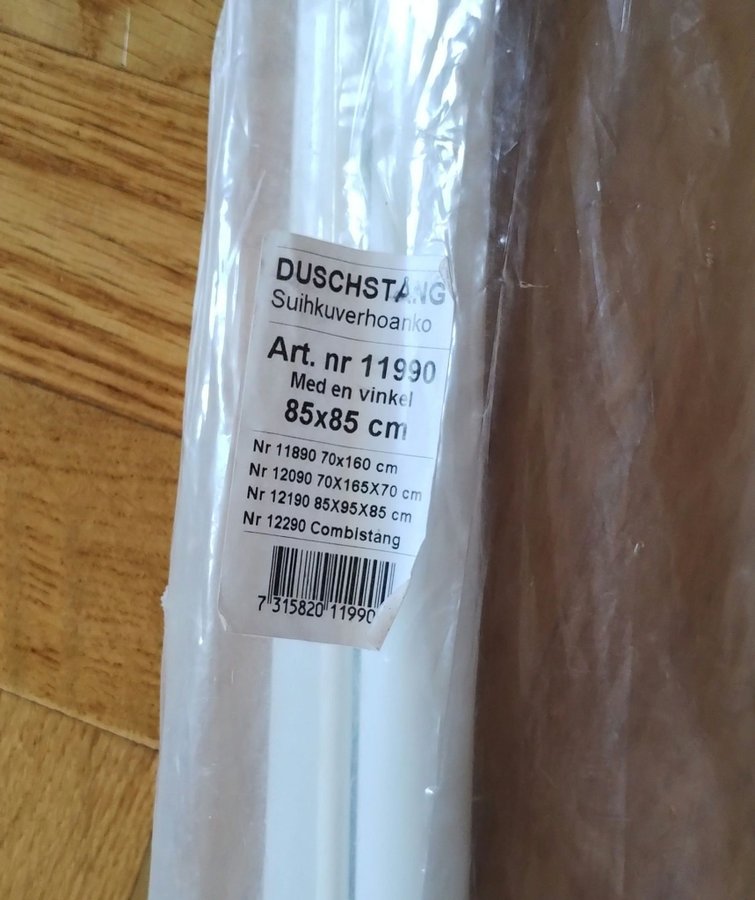 DUSCHSTÅNG
Suihkuverhoanko
Art. nr 11990
Med en vinkel
85x85 cm
Nr 11890 70x160 cm
Nr 12090 70X165X70 cm
Nr 12190 85X95X85 cm
Nr 12290 Combistång
7 315820 11990